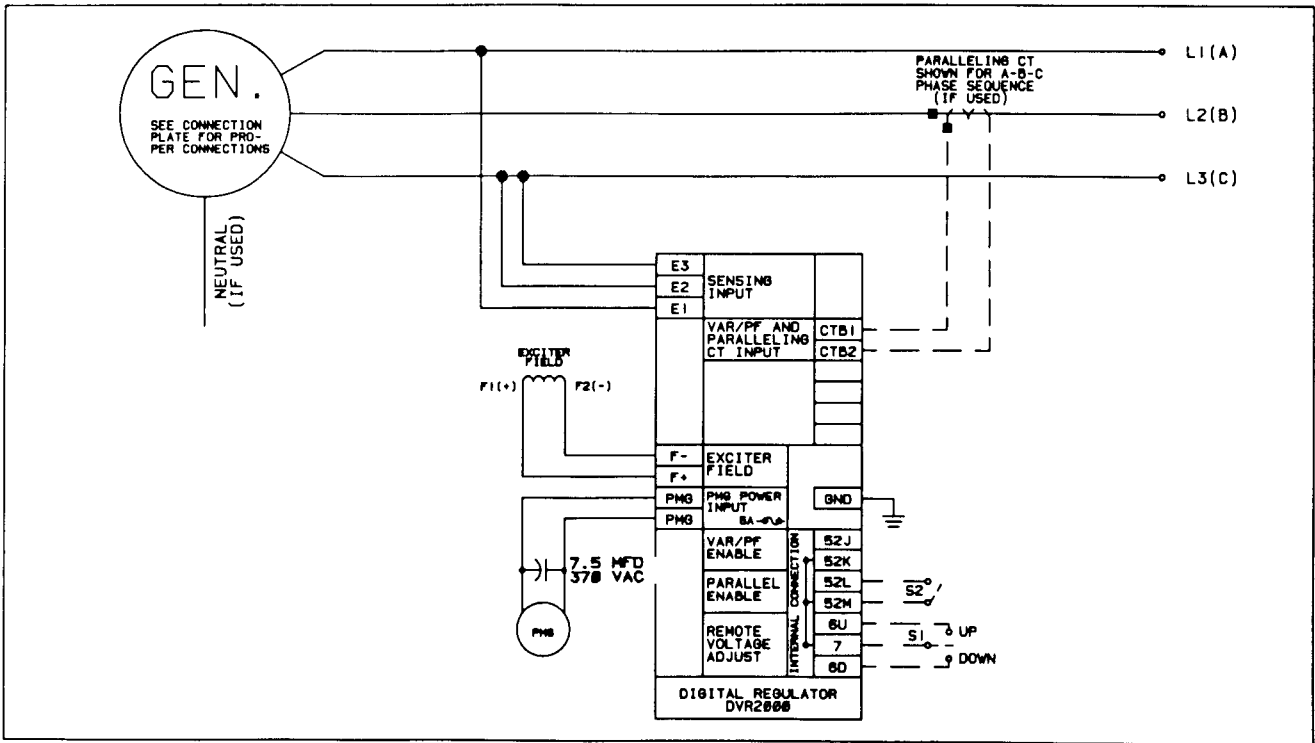 GEN.
SEE CONNECTION
PLATE FOR PRO-
PER CONNECTIONS
NEUTRAL
(IF USED)
L1(A)
PARALLELING CT
SHOWN FOR A-B-C
PHASE SEQUENCE
(IF USED)
L2(B)
L3(C)
E3
E2
E1
SENSING
INPUT
VAR/PF AND
PARALLELING
CT INPUT
CTB1
CTB2
EXCITER
FIELD
F1(+)
F2(-)
F-
F+
EXCITER
FIELD
PMG
PMG
PMG POWER
INPUT
5A
GND
7.5 MFD
370 VAC
PMG
VAR/PF
ENABLE
PARALLEL
ENABLE
REMOTE
VOLTAGE
ADJUST
INTERNAL CONNECTION
52J
52K
52L
52M
6U
7
6D
S2
S1
UP
DOWN
DIGITAL REGULATOR
DVR2000